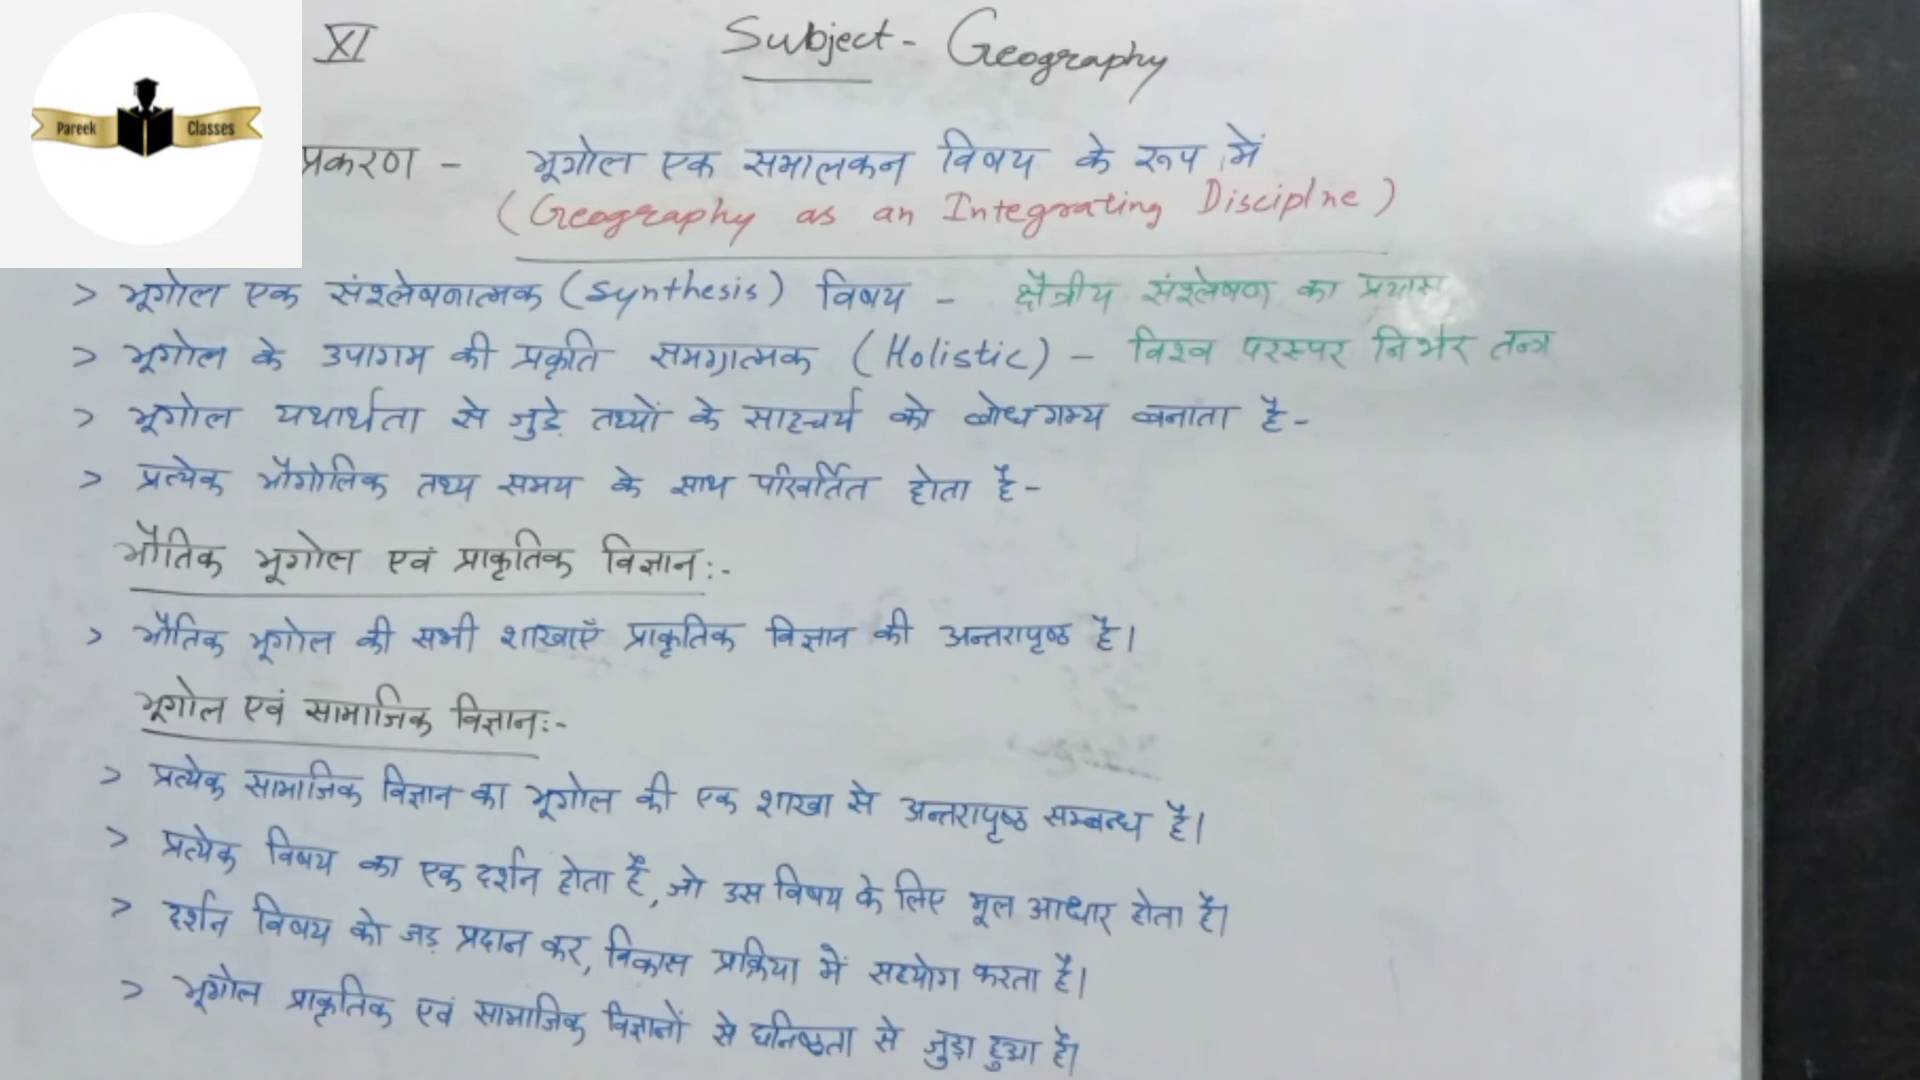 XI
Subject - Geography
Pareek Classes
प्रकरण - भूगोल एक समालकन विषय के रूप में
(Geography as an Integrating Discipline)
> भूगोल एक संश्लेषणात्मक (Synthesis) विषय - क्षैत्रीय संश्लेषण का प्रयास
> भूगोल के उपागम की प्रकृति समग्रात्मक (Holistic) - विश्व परस्पर निर्भर तन्त्र
> भूगोल यथार्थता से जुड़े तथ्यों के साहचर्य को बोधगम्य बनाता है -
> प्रत्येक भौगोलिक तथ्य समय के साथ परिवर्तित होता है -
भौतिक भूगोल एवं प्राकृतिक विज्ञान :-
> भौतिक भूगोल की सभी शाखाएँ प्राकृतिक विज्ञान की अन्तरापृष्ठ है।
भूगोल एवं सामाजिक विज्ञान :-
> प्रत्येक सामाजिक विज्ञान का भूगोल की एक शाखा से अन्तरापृष्ठ सम्बन्ध है।
> प्रत्येक विषय का एक दर्शन होता है, जो उस विषय के लिए मूल आधार होता है।
> दर्शन विषय को जड़ प्रदान कर, विकास प्रक्रिया में सहयोग करता है।
> भूगोल प्राकृतिक एवं सामाजिक विज्ञानों से घनिष्ठता से जुड़ा हुआ है।